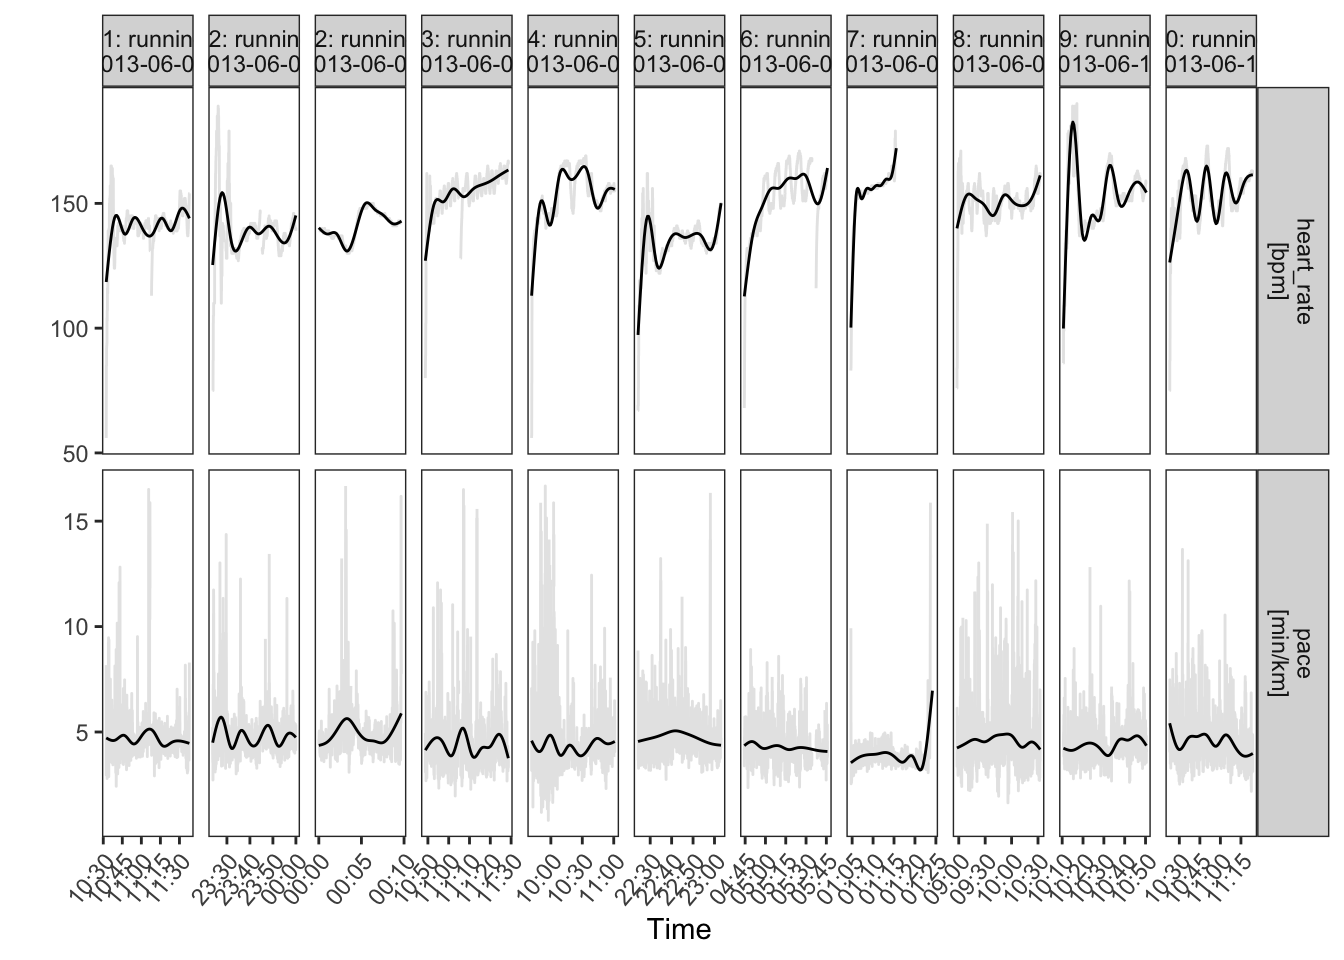 1: runnin 2: runnin 2: runnin 3: runnin 4: runnin 5: runnin 6: runnin 7: runnin 8: runnin 9: runnin 0: runnin
013-06-0 013-06-0 013-06-0 013-06-0 013-06-0 013-06-0 013-06-0 013-06-0 013-06-0 013-06-1 013-06-1
150
100
50
heart_rate
[bpm]
15
10
5
pace
[min/km]
10:30 10:45 11:00 11:15 11:30 23:30 23:40 23:50 00:00 00:00 00:05 00:10 10:50 11:00 11:10 11:20 11:30 10:00 10:30 11:00 22:30 22:40 22:50 23:00 04:45 05:00 05:15 05:30 05:45 01:05 01:10 01:15 01:20 01:25 09:00 09:30 10:00 10:30 10:10 10:20 10:30 10:40 10:50 10:30 10:45 11:00 11:15
Time